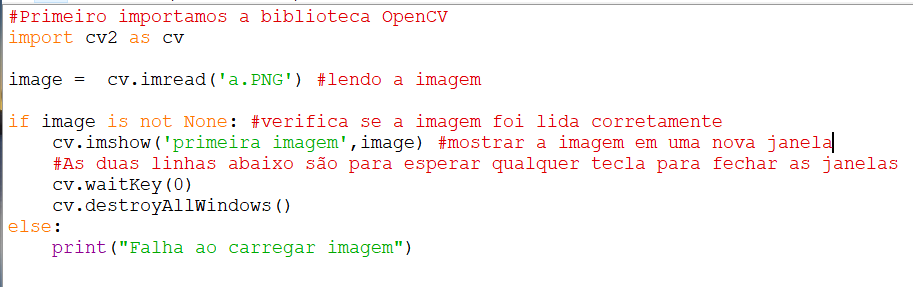 #Primeiro importamos a biblioteca OpenCV
import cv2 as cv
image =  cv.imread('a.PNG') #lendo a imagem
if image is not None: #verifica se a imagem foi lida corretamente
    cv.imshow('primeira imagem',image) #mostrar a imagem em uma nova janela
    #As duas linhas abaixo são para esperar qualquer tecla para fechar as janelas
    cv.waitKey(0)
    cv.destroyAllWindows()
else:
    print("Falha ao carregar imagem")